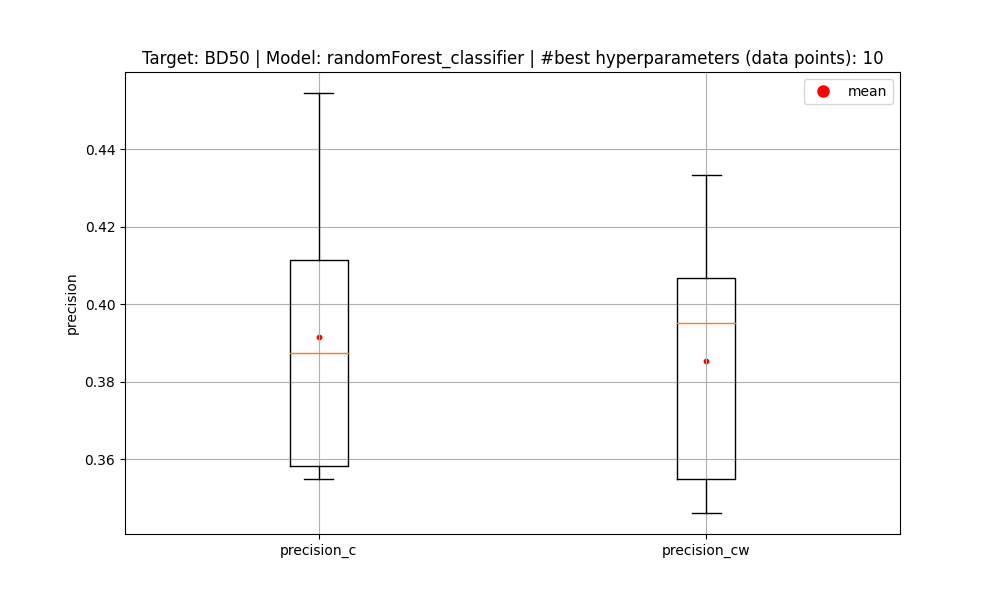 Target: BD50 | Model: randomForest_classifier | #best hyperparameters (data points): 10
mean
0.44
0.42
0.40
0.38
0.36
precision
precision_c
precision_cw